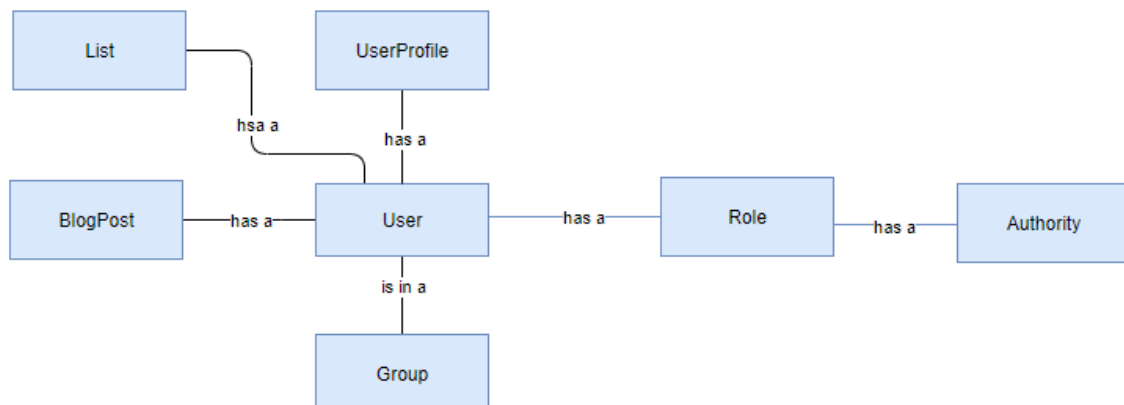 List
UserProfile
hsa a
has a
BlogPost
has a
User
has a
Role
has a
Authority
is in a
Group